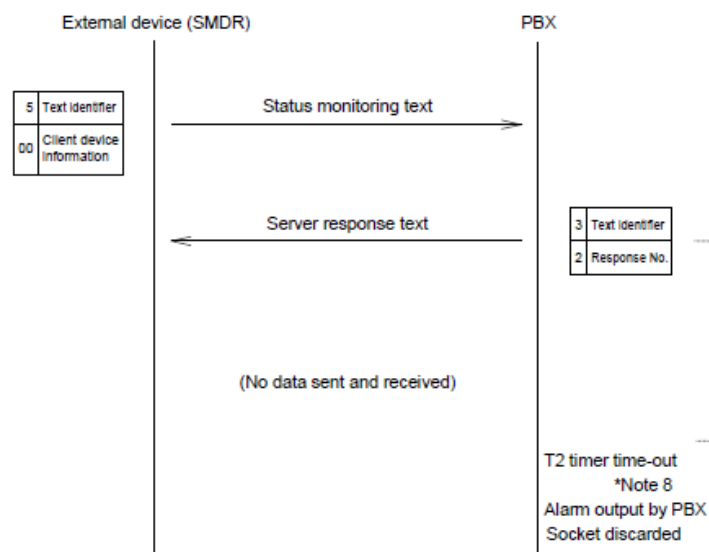 External device (SMDR)
PBX
5 Text identifier
00 Client device
information
Status monitoring text
Server response text
3 Text identifier
2 Response No.
(No data sent and received)
T2 timer time-out
*Note 8
Alarm output by PBX
Socket discarded